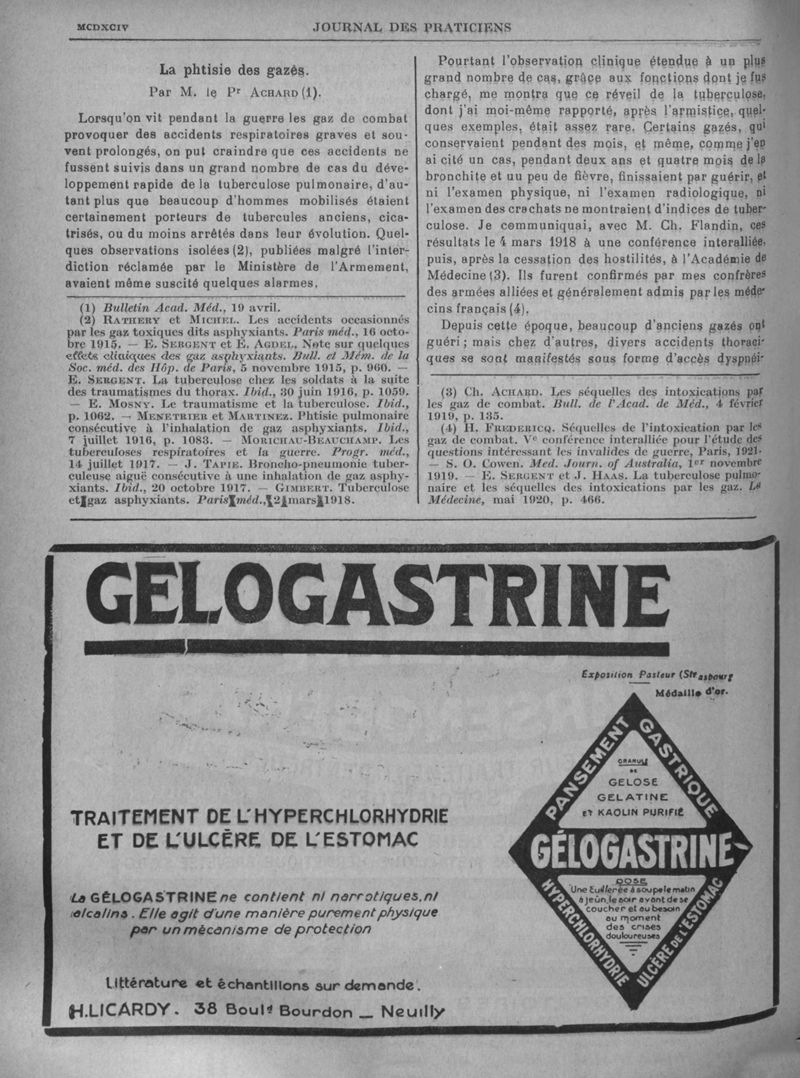 MCDXCIV
JOURNAL DES PRATICIENS
La phtisie des gazés.
Par M. le Pr ACHARD (1).
Lorsqu'on vit pendant la guerre les gaz de combat
provoquer des accidents respiratoires graves et sou-
vent prolongés, on put craindre que ces accidents ne
fussent suivis dans un grand nombre de cas du déve-
loppement rapide de la tuberculose pulmonaire, d'au-
tant plus que beaucoup d'hommes mobilisés étaient
certainement porteurs de tubercules anciens, cica-
trisés, ou du moins arrêtés dans leur évolution. Quel-
ques observations isolées (2), publiées malgré l'inter-
diction réclamée par le Ministère de l'Armement,
avaient même suscité quelques alarmes.
(1) Bulletin Acad. Méd., 19 avril.
(2) RATHERY et MICHEL. Les accidents occasionnés
par les gaz toxiques dits asphyxiants. Paris méd., 16 octo-
bre 1915. — E. SERGENT et E. AGDEL. Note sur quelques
effets cliniques des gaz asphyxiants. Bull. et Mém. de la
Soc. méd. des Hôp. de Paris, 5 novembre 1915, p. 960. —
E. SERGENT. La tuberculose chez les soldats à la suite
des traumatismes du thorax. Ibid., 30 juin 1916, p. 1059.
— E. MOSNY. Le traumatisme et la tuberculose. Ibid.,
p. 1062. — MENETRIER et MARTINEZ. Phtisie pulmonaire
consécutive à l'inhalation de gaz asphyxiants. Ibid.,
7 juillet 1916, p. 1083. — MORICHAU-BEAUCHAMP. Les
tuberculoses respiratoires et la guerre. Progr. méd.,
14 juillet 1917. — J. TAPIE. Broncho-pneumonie tuber-
culeuse aiguë consécutive à une inhalation de gaz asphy-
xiants. Ibid., 20 octobre 1917. — GIMBERT. Tuberculose
et gaz asphyxiants. Paris méd., 2 mars 1918.
Pourtant l'observation clinique étendue à un plus
grand nombre de cas, grâce aux fonctions dont je fus
chargé, me montra que ce réveil de la tuberculose,
dont j'ai moi-même rapporté, après l'armistice, quel-
ques exemples, était assez rare. Certains gazés, qui
conservaient pendant des mois, et même, comme j'en
ai cité un cas, pendant deux ans et quatre mois de la
bronchite et uu peu de fièvre, finissaient par guérir, et
ni l'examen physique, ni l'examen radiologique, ni
l'examen des crachats ne montraient d'indices de tuber-
culose. Je communiquai, avec M. Ch. Flandin, ces
résultats le 4 mars 1918 à une conférence interalliée,
puis, après la cessation des hostilités, à l'Académie de
Médecine (3). Ils furent confirmés par mes confrères
des armées alliées et généralement admis par les méde-
cins français (4).
Depuis cette époque, beaucoup d'anciens gazés ont
guéri ; mais chez d'autres, divers accidents thoraci-
ques se sont manifestés sous forme d'accès dyspnéi-
(3) Ch. ACHARD. Les séquelles des intoxications par
les gaz de combat. Bull. de l'Acad. de Méd., 4 février
1919, p. 135.
(4) H. FREDERICQ. Séquelles de l'intoxication par les
gaz de combat. Ve conférence interalliée pour l'étude des
questions intéressant les invalides de guerre, Paris, 1921.
— S. O. Cowen. Med. Journ. of Australia, 1er novembre
1919. — E. SERGENT et J. HAAS. La tuberculose pulmo-
naire et les séquelles des intoxications par les gaz. La
Médecine, mai 1920, p. 466.
GELOGASTRINE
Exposition Pasteur (Strasbourg
Médaille d'or.
PANSEMENT GASTRIQUE
GRANULÉ
DE
GELOSE
GELATINE
ET KAOLIN PURIFIÉ
GÉLOGASTRINE
DOSE
Une Cuillerée à soupe le matin
à jeun, le soir avant de se
coucher et au besoin
au moment
des crises
douloureuses
HYPERCHLORHYDRIE
ULCÈRE DE L'ESTOMAC
TRAITEMENT DE L'HYPERCHLORHYDRIE
ET DE L'ULCÈRE DE L'ESTOMAC
La GÉLOGASTRINE ne contient ni narcotiques, ni
alcalins. Elle agit d'une manière purement physique
par un mécanisme de protection
Littérature et échantillons sur demande.
H. LICARDY. 38 Boulᵈ Bourdon _ Neuilly